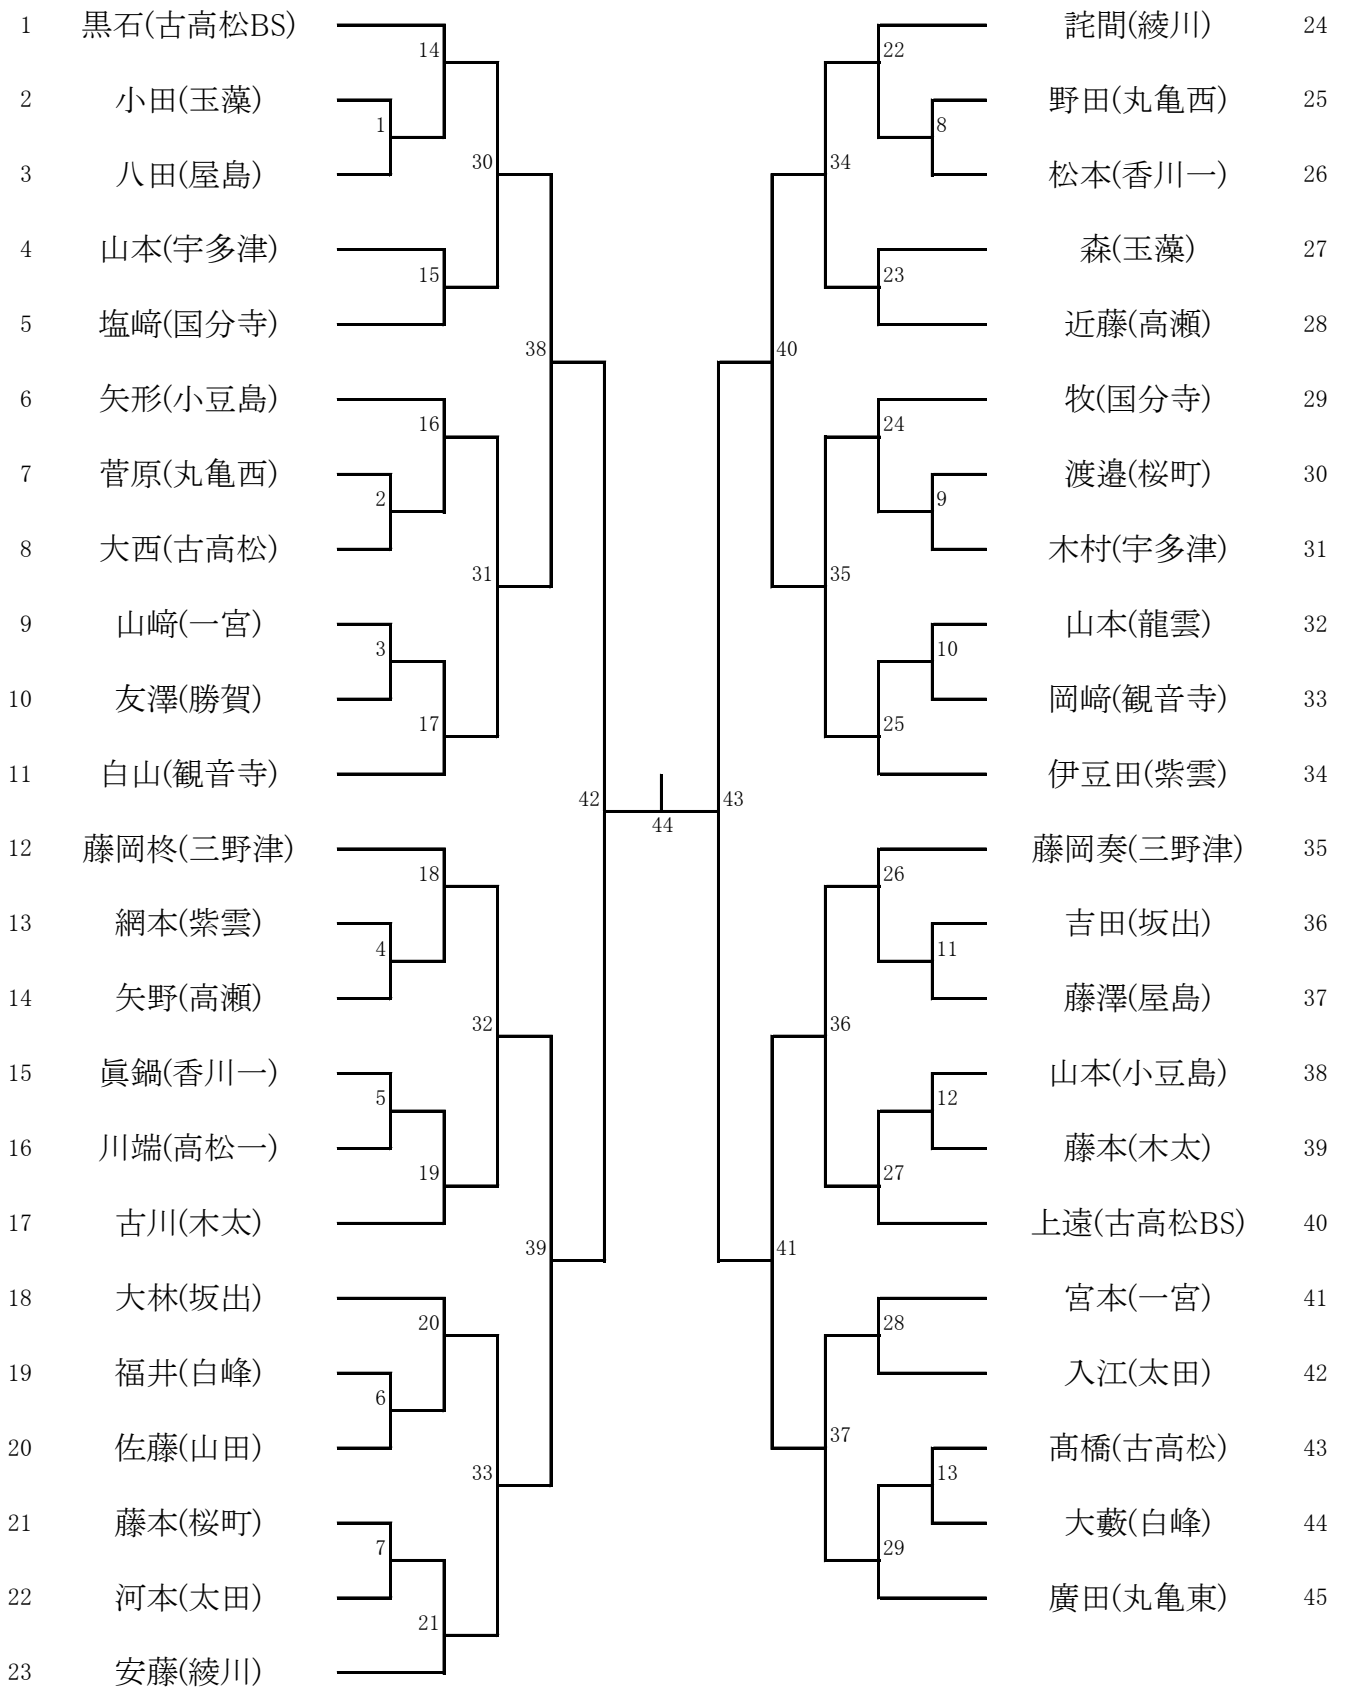 1 黒石(古高松BS)
2 小田(玉藻)
3 八田(屋島)
4 山本(宇多津)
5 塩﨑(国分寺)
6 矢形(小豆島)
7 菅原(丸亀西)
8 大西(古高松)
9 山﨑(一宮)
10 友澤(勝賀)
11 白山(観音寺)
12 藤岡柊(三野津)
13 網本(紫雲)
14 矢野(高瀬)
15 眞鍋(香川一)
16 川端(高松一)
17 古川(木太)
18 大林(坂出)
19 福井(白峰)
20 佐藤(山田)
21 藤本(桜町)
22 河本(太田)
23 安藤(綾川)
14
1
30
15
38
16
2
31
3
17
42
18
4
32
5
19
39
20
6
33
7
21
44
22
8
34
23
40
24
9
35
10
25
43
26
11
36
12
27
41
28
37
13
29
詫間(綾川) 24
野田(丸亀西) 25
松本(香川一) 26
森(玉藻) 27
近藤(高瀬) 28
牧(国分寺) 29
渡邉(桜町) 30
木村(宇多津) 31
山本(龍雲) 32
岡﨑(観音寺) 33
伊豆田(紫雲) 34
藤岡奏(三野津) 35
吉田(坂出) 36
藤澤(屋島) 37
山本(小豆島) 38
藤本(木太) 39
上遠(古高松BS) 40
宮本(一宮) 41
入江(太田) 42
髙橋(古高松) 43
大藪(白峰) 44
廣田(丸亀東) 45